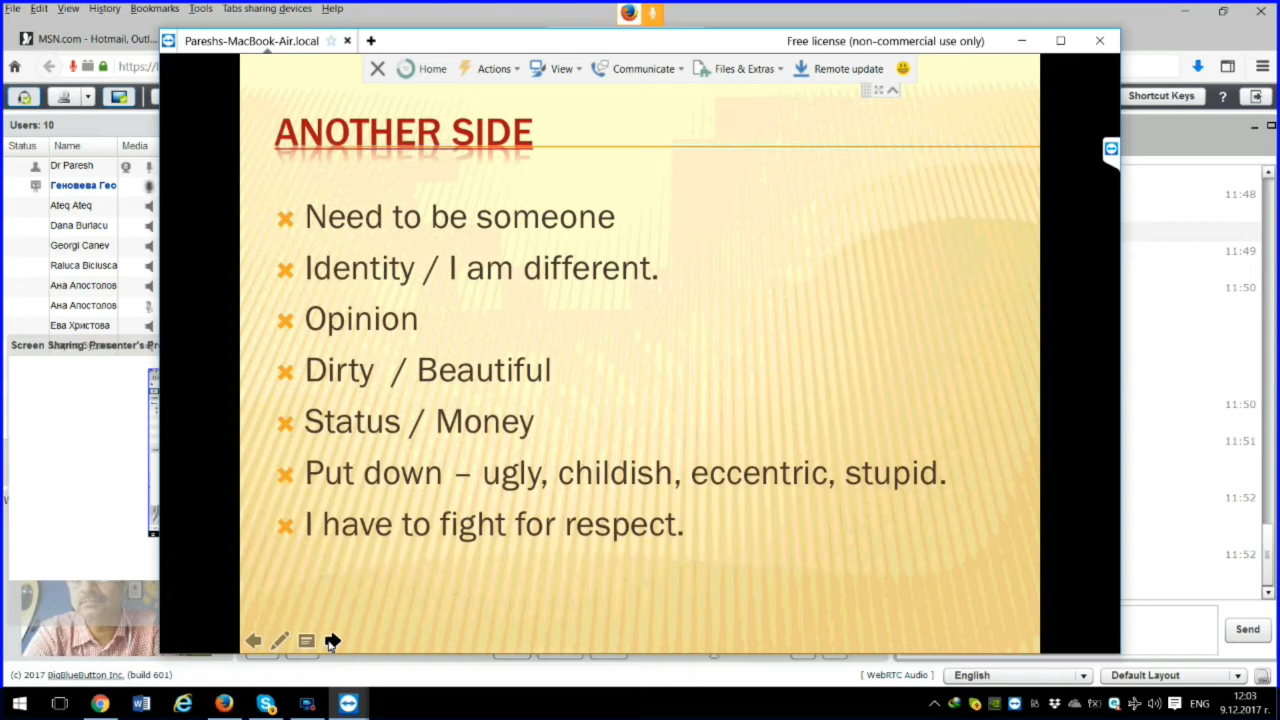 File Edit View History Bookmarks Tools Tabs sharing devices Help
MSN.com - Hotmail, Outl...
Pareshs-MacBook-Air.local
Free license (non-commercial use only)
Home Actions View Communicate Files & Extras Remote update
Shortcut Keys
Users: 10
Status Name Media
Dr Paresh
Геновева Гео
Ateq Ateq
Dana Burlacu
Georgi Canev
Raluca Biciusca
Ана Апостолов
Ана Апостолов
Ева Христова
ANOTHER SIDE
Need to be someone
Identity / I am different.
Opinion
Dirty / Beautiful
Status / Money
Put down – ugly, childish, eccentric, stupid.
I have to fight for respect.
11:48
11:49
11:50
11:50
11:51
11:52
11:52
Send
(c) 2017 BigBlueButton Inc. (build 601)
[ WebRTC Audio ] English Default Layout
ENG
12:03
9.12.2017 г.